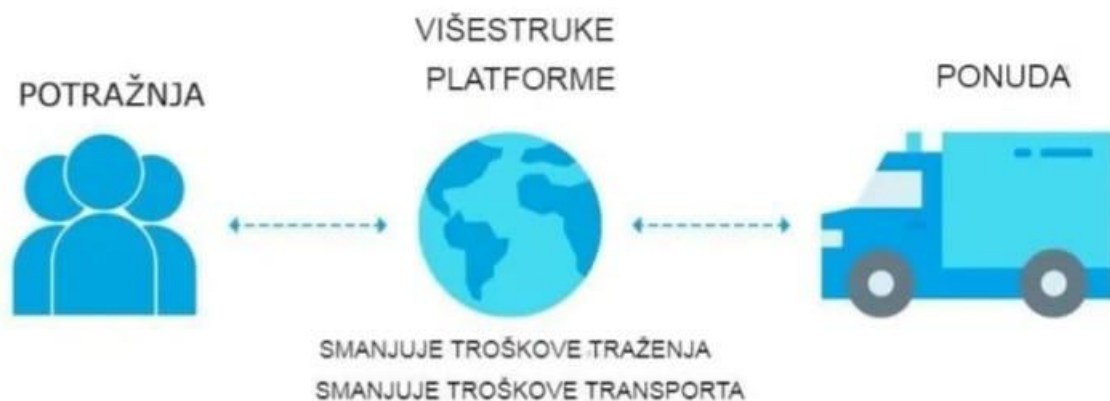 POTRAŽNJA
VIŠESTRUKE
PLATFORME
PONUDA
SMANJUJE TROŠKOVE TRAŽENJA
SMANJUJE TROŠKOVE TRANSPORTA